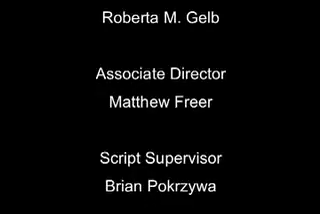 Roberta M. Gelb
Associate Director
Matthew Freer
Script Supervisor
Brian Pokrzywa